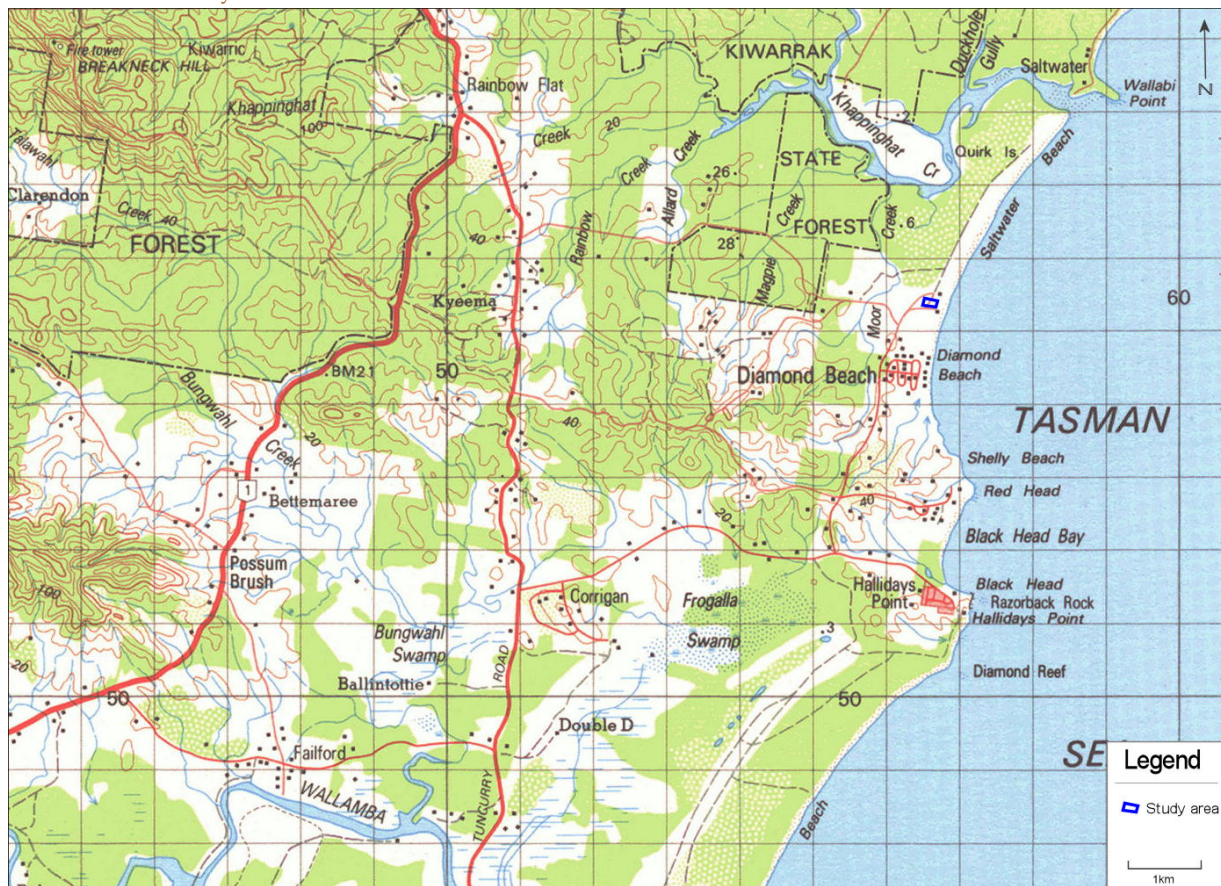 Fire tower
BREAKNECK HILL
Kiwarric
Khappinghat
100
Rainbow Flat
Creek
20
KIWARRAK
Duckhole
Gully
Saltwater
Wallabi
Point
N
Khappinghat
Cr
2
Quirk Is.
Beach
Saltwater
Talawahl
Clarendon
Creek 40
FOREST
Creek
Creek
Allard
26
STATE
FOREST
Creek
Creek
6
28
Magpie
Rainbow
40
Kyeema
Moor
60
Diamond Beach
Diamond
Beach
BM21
50
Bungwahl
Creek
20
40
TASMAN
Shelly Beach
Red Head
40
1
Bettemaree
20
Black Head Bay
Possum
Brush
100
Corrigan
Frogalla
Swamp
Hallidays
Point
Black Head
Razorback Rock
Hallidays Point
3
Bungwahl
Swamp
20
Ballintottie
ROAD
Diamond Reef
50
50
Double D
Failford
WALLAMBA
TUNCURRY
Beach
SE
Legend
Study area
1km